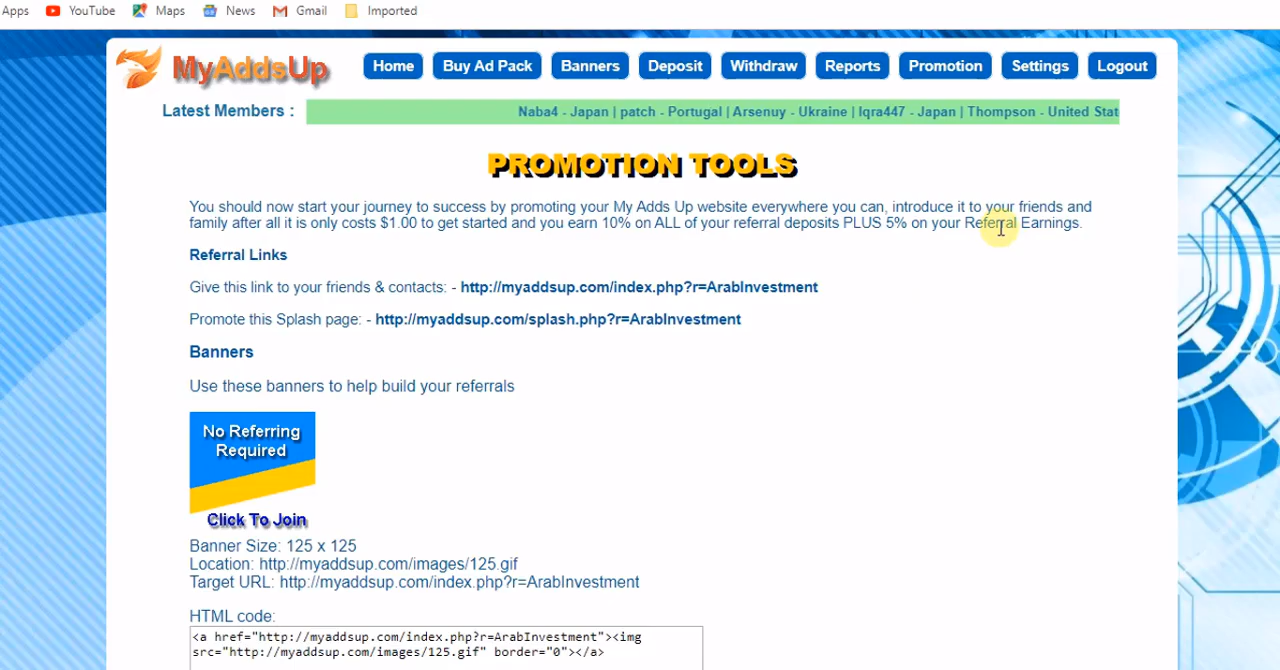 Apps YouTube Maps News Gmail Imported
MyAddsUp Home Buy Ad Pack Banners Deposit Withdraw Reports Promotion Settings Logout
Latest Members : Naba4 - Japan | patch - Portugal | Arsenuy - Ukraine | Iqra447 - Japan | Thompson - United Stat
PROMOTION TOOLS
You should now start your journey to success by promoting your My Adds Up website everywhere you can, introduce it to your friends and
family after all it is only costs $1.00 to get started and you earn 10% on ALL of your referral deposits PLUS 5% on your Referral Earnings.
Referral Links
Give this link to your friends & contacts: - http://myaddsup.com/index.php?r=ArabInvestment
Promote this Splash page: - http://myaddsup.com/splash.php?r=ArabInvestment
Banners
Use these banners to help build your referrals
No Referring
Required
Click To Join
Banner Size: 125 x 125
Location: http://myaddsup.com/images/125.gif
Target URL: http://myaddsup.com/index.php?r=ArabInvestment
HTML code:
<a href="http://myaddsup.com/index.php?r=ArabInvestment"><img
src="http://myaddsup.com/images/125.gif" border="0"></a>